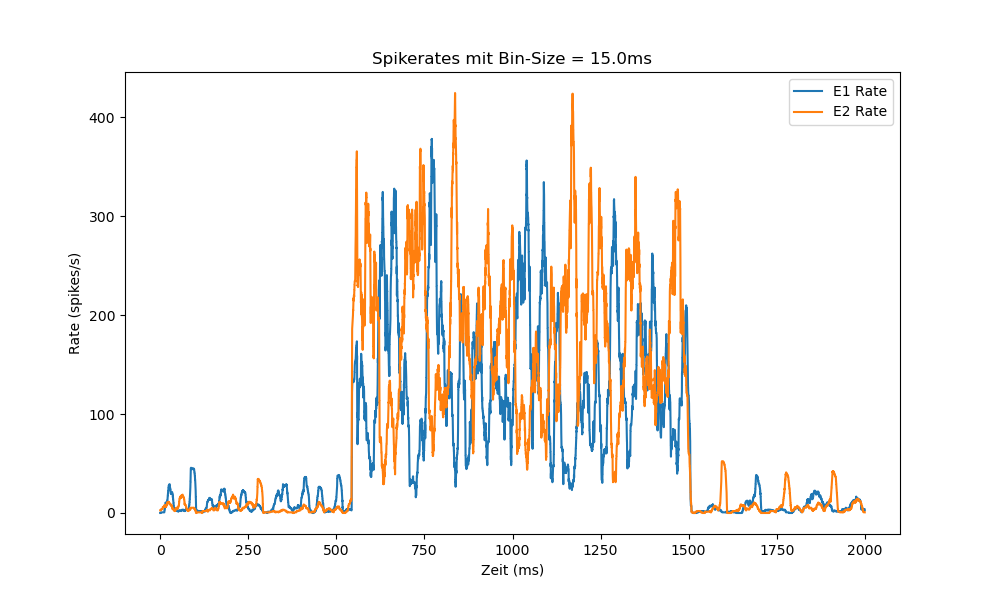 Spikerates mit Bin-Size = 15.0ms
E1 Rate
E2 Rate
400
300
200
100
0
Rate (spikes/s)
0 250 500 750 1000 1250 1500 1750 2000
Zeit (ms)